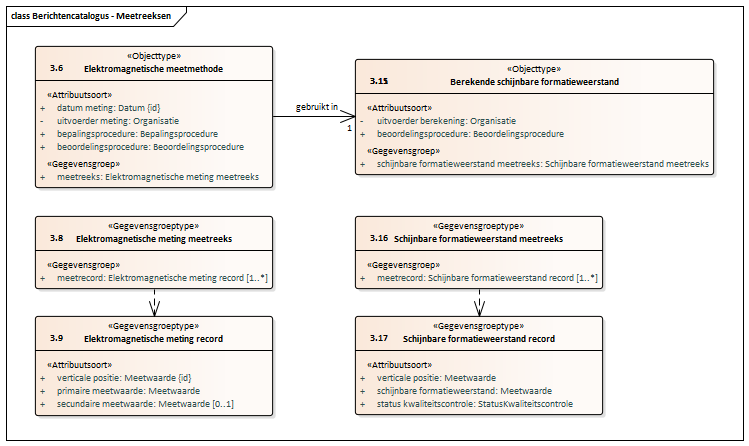 class Berichtencatalogus - Meetreeksen
«Objecttype»
3.6 Elektromagnetische meetmethode
«Attribuutsoort»
+ datum meting: Datum {id}
- uitvoerder meting: Organisatie
+ bepalingsprocedure: Bepalingsprocedure
+ beoordelingsprocedure: Beoordelingsprocedure
«Gegevensgroep»
+ meetreeks: Elektromagnetische meting meetreeks
gebruikt in
1
«Objecttype»
3.15 Berekende schijnbare formatieweerstand
«Attribuutsoort»
- uitvoerder berekening: Organisatie
+ beoordelingsprocedure: Beoordelingsprocedure
«Gegevensgroep»
+ schijnbare formatieweerstand meetreeks: Schijnbare formatieweerstand meetreeks
«Gegevensgroeptype»
3.8 Elektromagnetische meting meetreeks
«Gegevensgroep»
+ meetrecord: Elektromagnetische meting record [1..*]
«Gegevensgroeptype»
3.16 Schijnbare formatieweerstand meetreeks
«Gegevensgroep»
+ meetrecord: Schijnbare formatieweerstand record [1..*]
«Gegevensgroeptype»
3.9 Elektromagnetische meting record
«Attribuutsoort»
+ verticale positie: Meetwaarde {id}
+ primaire meetwaarde: Meetwaarde
+ secundaire meetwaarde: Meetwaarde [0..1]
«Gegevensgroeptype»
3.17 Schijnbare formatieweerstand record
«Attribuutsoort»
+ verticale positie: Meetwaarde
+ schijnbare formatieweerstand: Meetwaarde
+ status kwaliteitscontrole: StatusKwaliteitscontrole